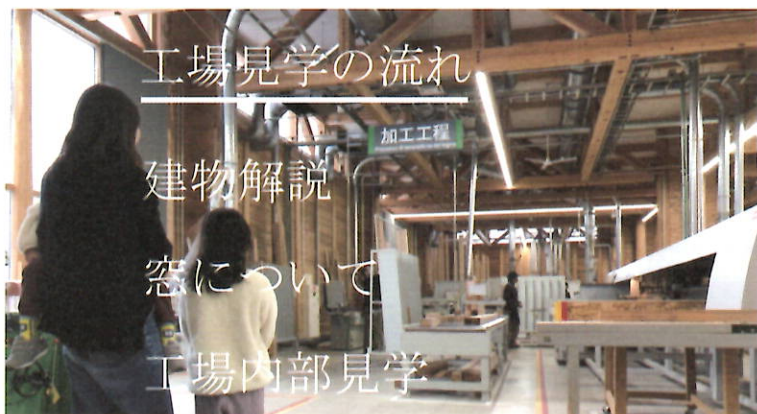 工場見学の流れ
加工工程
建物解説
窓について
工場内部見学